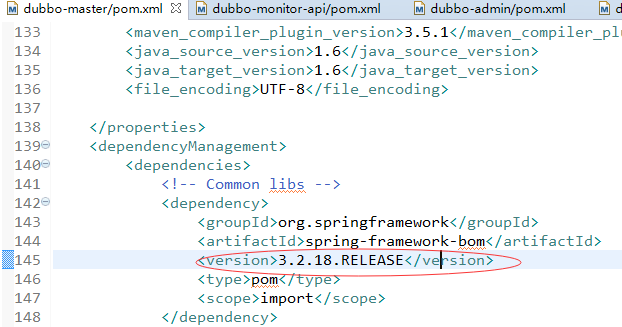 dubbo-master/pom.xml dubbo-monitor-api/pom.xml dubbo-admin/pom.xml d
133 <maven_compiler_plugin_version>3.5.1</maven_compiler_plu
134 <java_source_version>1.6</java_source_version>
135 <java_target_version>1.6</java_target_version>
136 <file_encoding>UTF-8</file_encoding>
137
138 </properties>
139 <dependencyManagement>
140 <dependencies>
141 <!-- Common libs -->
142 <dependency>
143 <groupId>org.springframework</groupId>
144 <artifactId>spring-framework-bom</artifactId>
145 <version>3.2.18.RELEASE</version>
146 <type>pom</type>
147 <scope>import</scope>
148 </dependency>